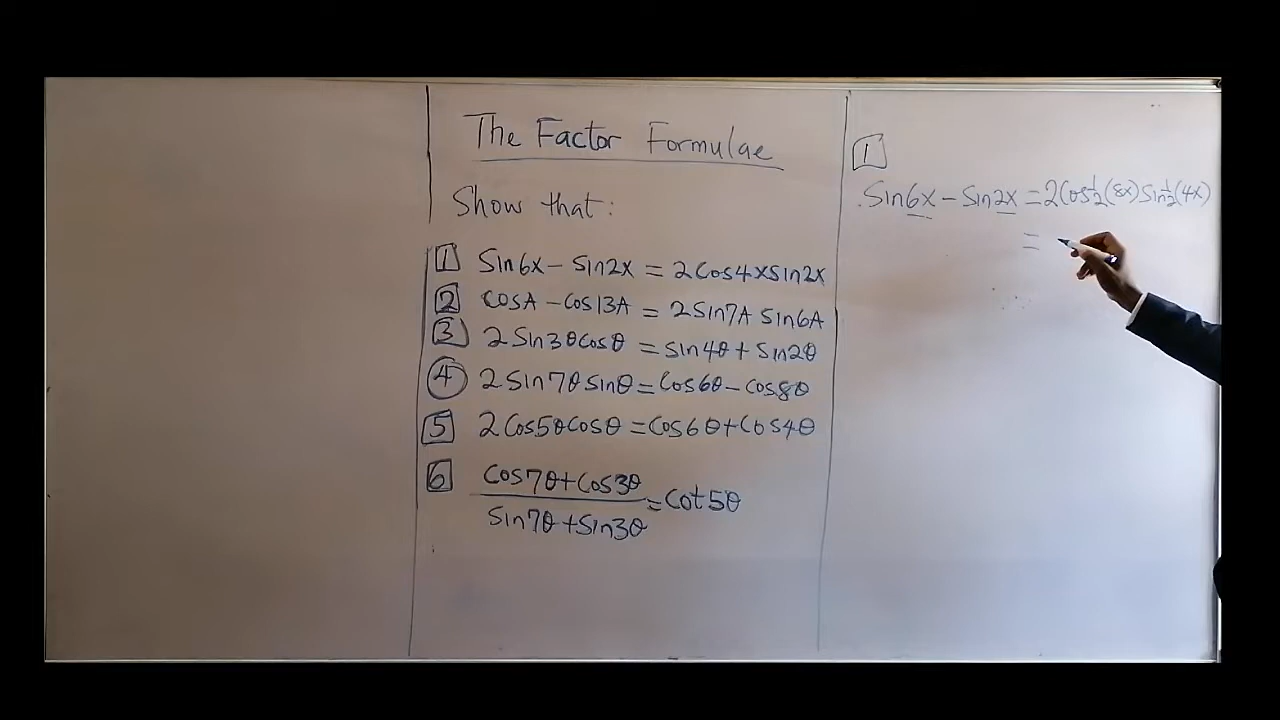 The Factor Formulae
Show that:
1 Sin6x - Sin2x = 2Cos4xSin2x
2 CosA - Cos13A = 2Sin7A Sin6A
3 2Sin3θCosθ = Sin4θ + Sin2θ
4 2Sin7θSinθ = Cos6θ - Cos8θ
5 2Cos5θCosθ = Cos6θ + Cos4θ
6 Cos7θ + Cos3θ / Sin7θ + Sin3θ = Cot5θ
1
Sin6x - Sin2x = 2Cos½(8x)Sin½(4x)
=